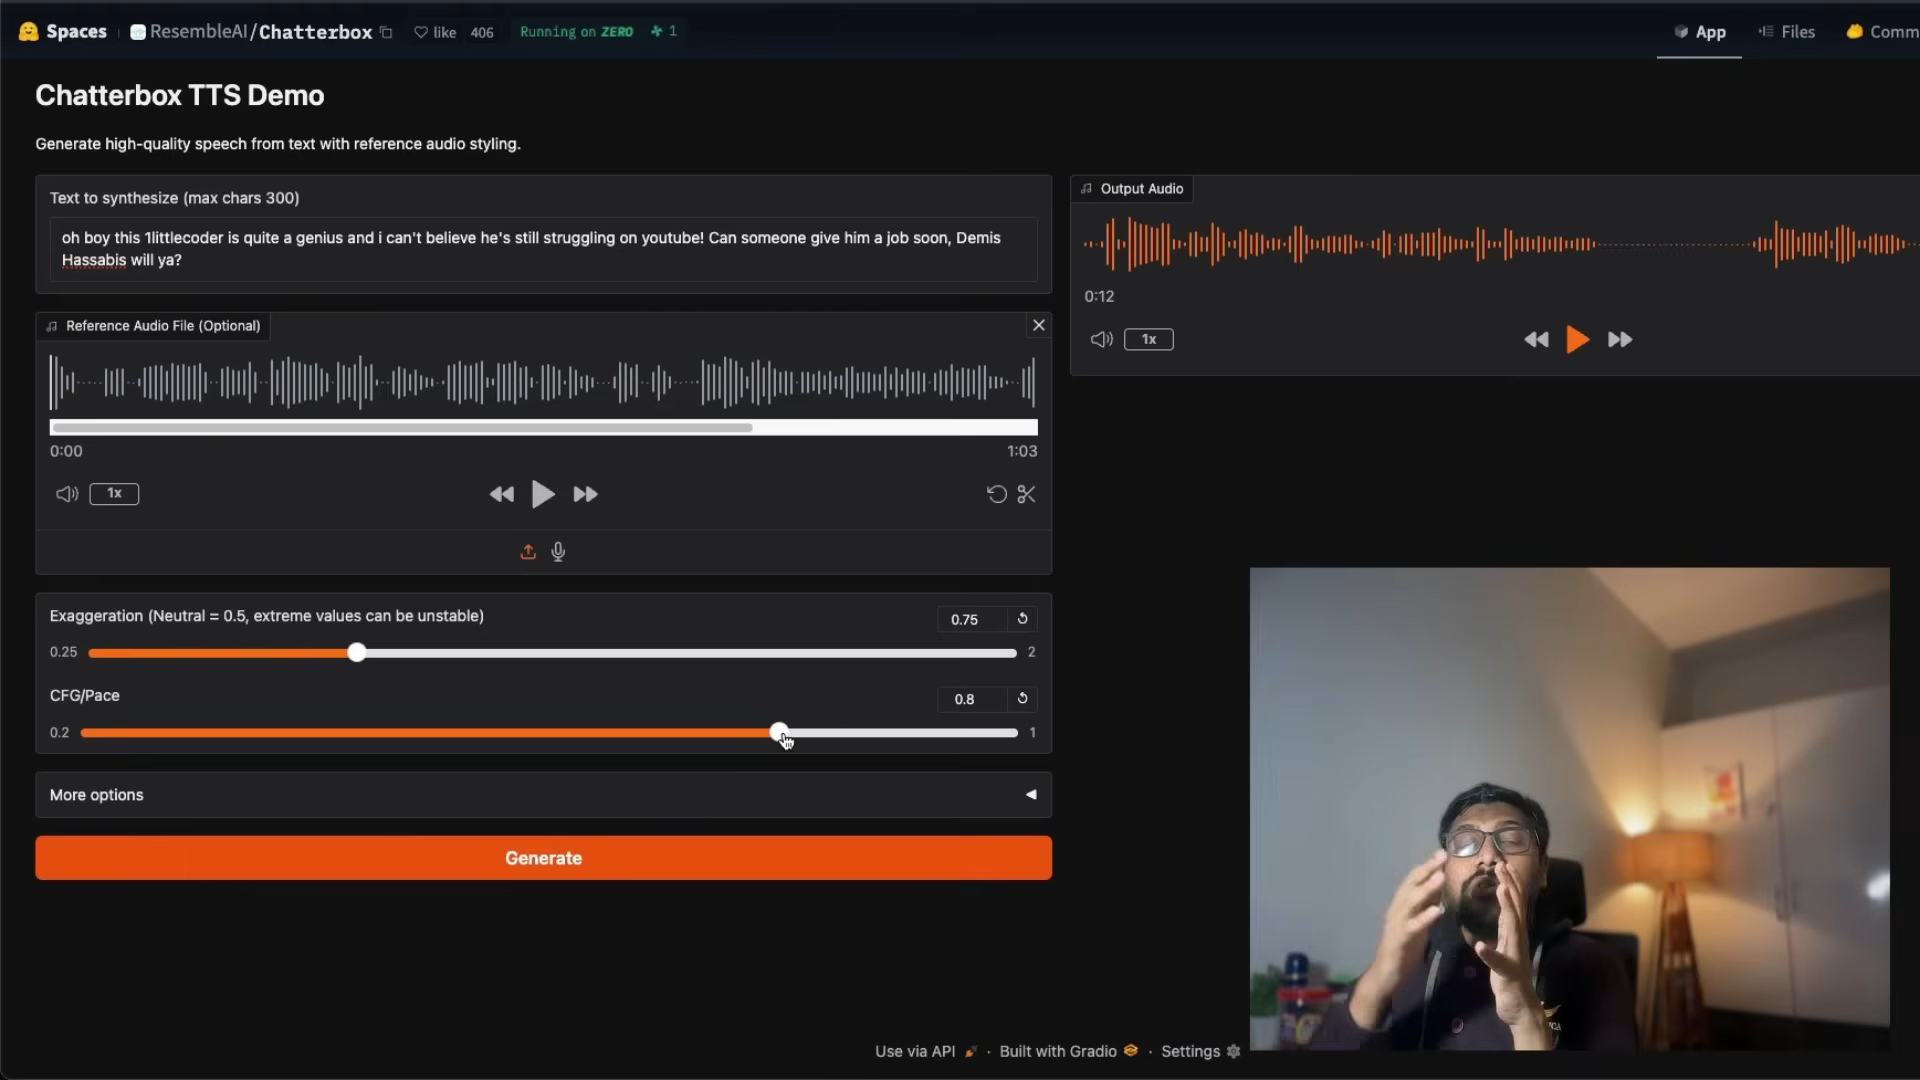 Spaces
ResembleAI/Chatterbox
like 406
Running on ZERO 1
App
Files
Comm
Chatterbox TTS Demo
Generate high-quality speech from text with reference audio styling.
Text to synthesize (max chars 300)
oh boy this 1littlecoder is quite a genius and i can't believe he's still struggling on youtube! Can someone give him a job soon, Demis
Hassabis will ya?
Output Audio
0:12
1x
Reference Audio File (Optional)
0:00
1:03
1x
Exaggeration (Neutral = 0.5, extreme values can be unstable)
0.75
0.25
2
CFG/Pace
0.8
0.2
1
More options
Generate
Use via API · Built with Gradio · Settings